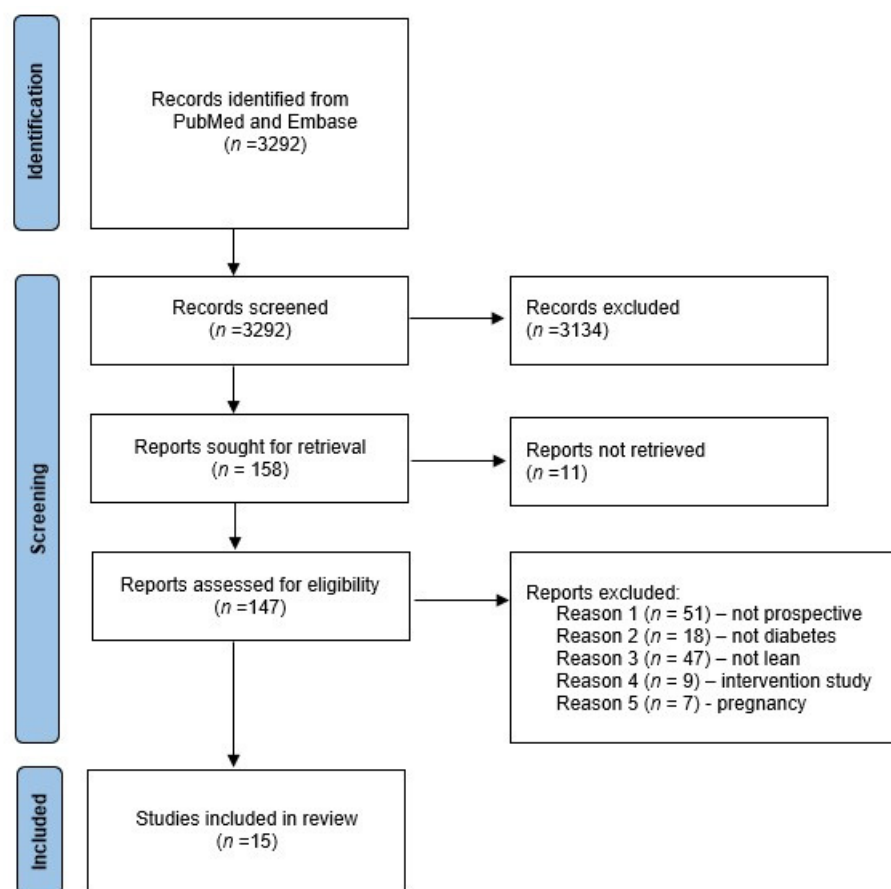 Identification
Records identified from
PubMed and Embase
(n =3292)
Screening
Records screened
(n =3292)
Records excluded
(n =3134)
Reports sought for retrieval
(n = 158)
Reports not retrieved
(n =11)
Reports assessed for eligibility
(n =147)
Reports excluded:
Reason 1 (n = 51) – not prospective
Reason 2 (n = 18) – not diabetes
Reason 3 (n = 47) – not lean
Reason 4 (n = 9) – intervention study
Reason 5 (n = 7) - pregnancy
Included
Studies included in review
(n =15)